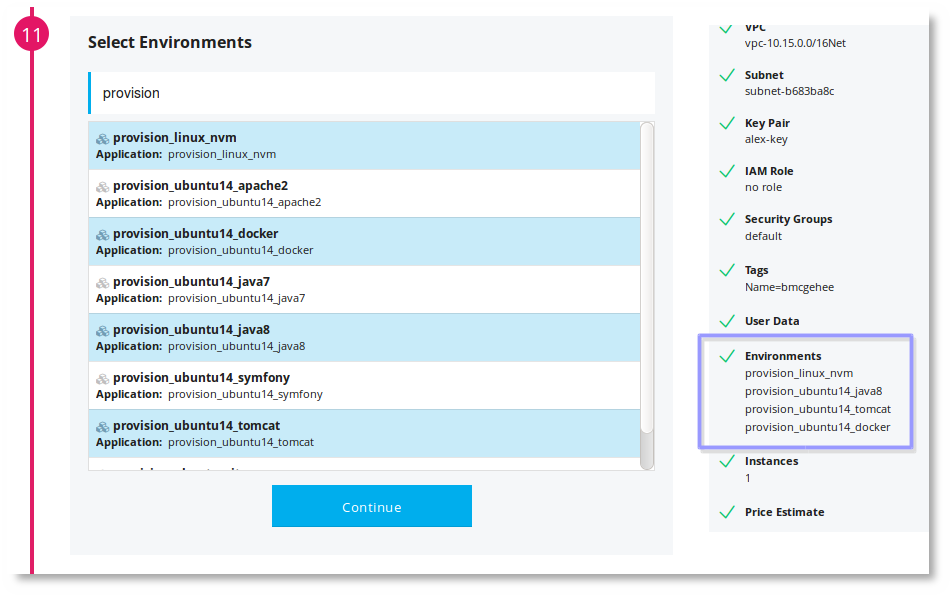 11
Select Environments
provision
provision_linux_nvm
Application: provision_linux_nvm
provision_ubuntu14_apache2
Application: provision_ubuntu14_apache2
provision_ubuntu14_docker
Application: provision_ubuntu14_docker
provision_ubuntu14_java7
Application: provision_ubuntu14_java7
provision_ubuntu14_java8
Application: provision_ubuntu14_java8
provision_ubuntu14_symfony
Application: provision_ubuntu14_symfony
provision_ubuntu14_tomcat
Application: provision_ubuntu14_tomcat
Continue
VPC
vpc-10.15.0.0/16Net
Subnet
subnet-b683ba8c
Key Pair
alex-key
IAM Role
no role
Security Groups
default
Tags
Name=bmcgehee
User Data
Environments
provision_linux_nvm
provision_ubuntu14_java8
provision_ubuntu14_tomcat
provision_ubuntu14_docker
Instances
1
Price Estimate